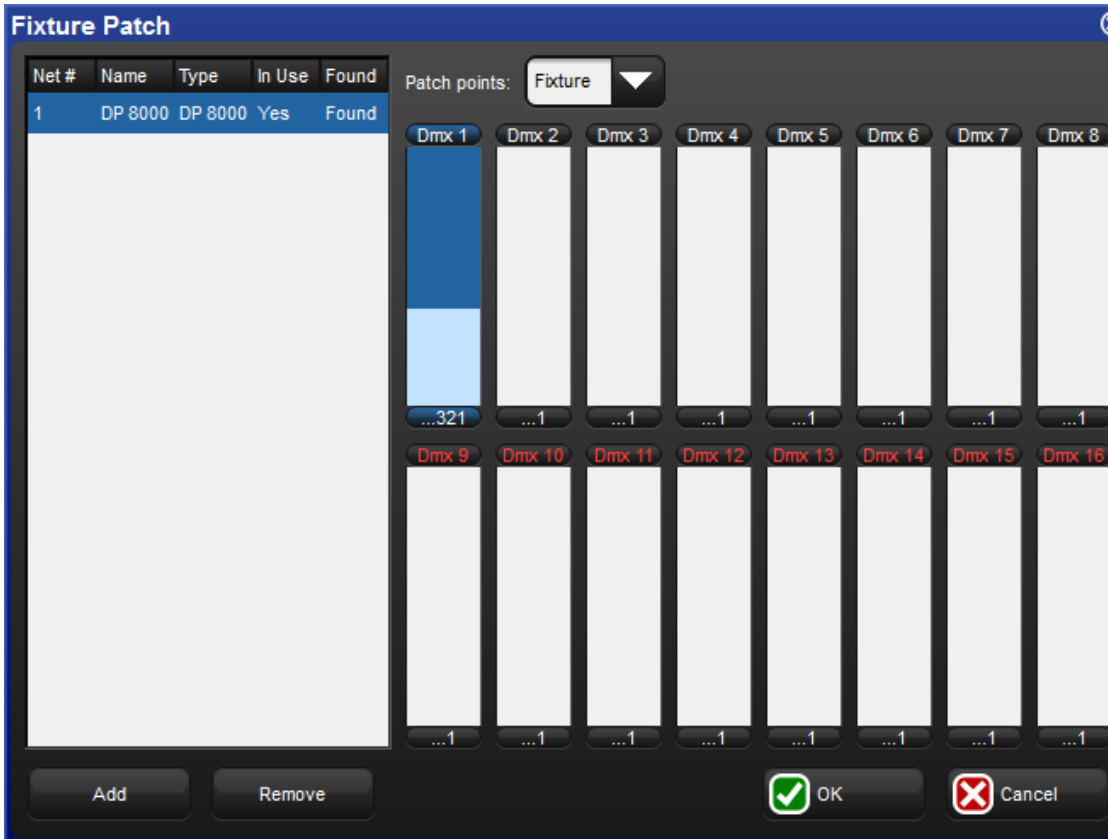 Fixture Patch
Net # Name Type In Use Found
1 DP 8000 DP 8000 Yes Found
Patch points: Fixture
Dmx 1 Dmx 2 Dmx 3 Dmx 4 Dmx 5 Dmx 6 Dmx 7 Dmx 8
...321 ...1 ...1 ...1 ...1 ...1 ...1 ...1
Dmx 9 Dmx 10 Dmx 11 Dmx 12 Dmx 13 Dmx 14 Dmx 15 Dmx 16
...1 ...1 ...1 ...1 ...1 ...1 ...1 ...1
Add Remove OK Cancel